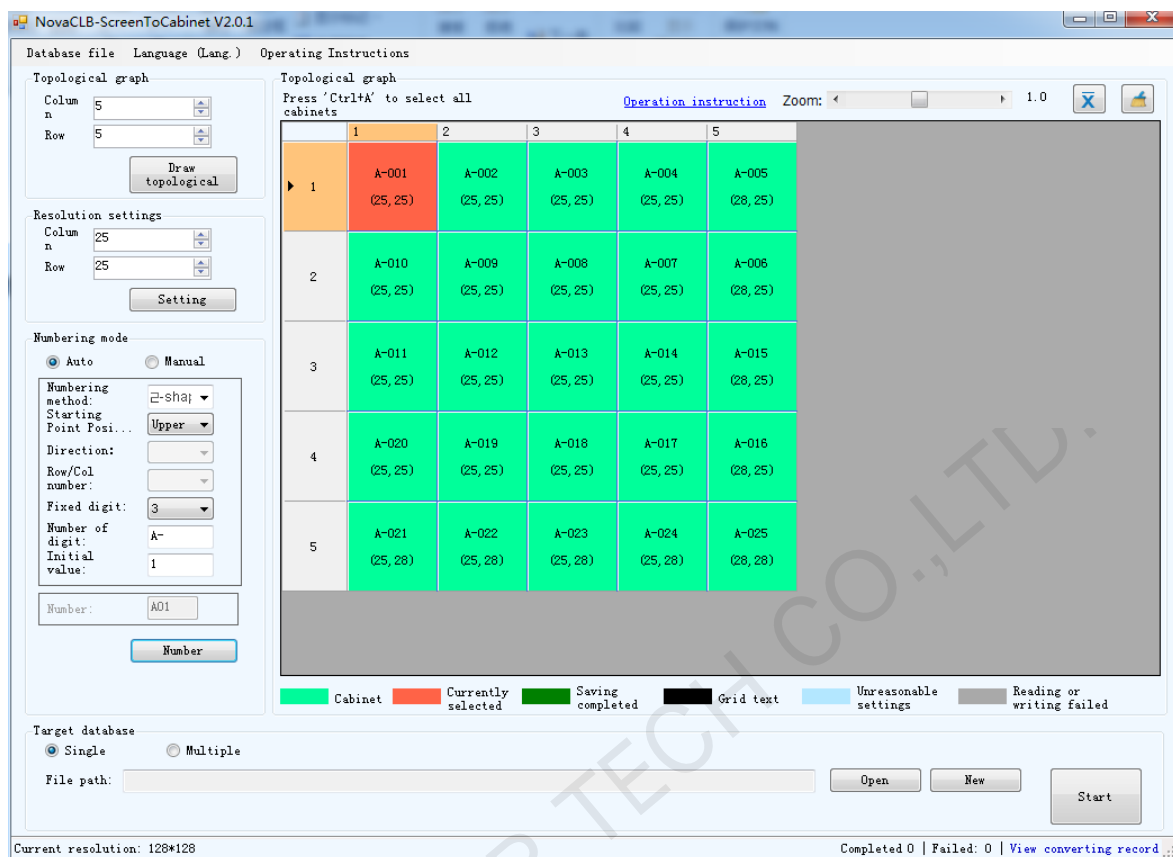 NovaCLB-ScreenToCabinet V2.0.1
Database file Language (Lang.) Operating Instructions
Topological graph
Colum
n
5
Row 5
Draw
topological
Resolution settings
Colum
n
25
Row 25
Setting
Numbering mode
Auto Manual
Numbering
method:
Starting
Point Posi...
Upper
Direction:
Row/Col
number:
Fixed digit: 3
Number of
digit:
A-
Initial
value:
1
Number: A01
Number
Topological graph
Press 'Ctrl+A' to select all
cabinets
Operation instruction Zoom: 1.0
1 2 3 4 5
1 A-001 A-002 A-003 A-004 A-005
(25, 25) (25, 25) (25, 25) (25, 25) (28, 25)
2 A-010 A-009 A-008 A-007 A-006
(25, 25) (25, 25) (25, 25) (25, 25) (28, 25)
3 A-011 A-012 A-013 A-014 A-015
(25, 25) (25, 25) (25, 25) (25, 25) (28, 25)
4 A-020 A-019 A-018 A-017 A-016
(25, 25) (25, 25) (25, 25) (25, 25) (28, 25)
5 A-021 A-022 A-023 A-024 A-025
(25, 28) (25, 28) (25, 28) (25, 28) (28, 28)
Cabinet
Currently
selected
Saving
completed
Grid text
Unreasonable
settings
Reading or
writing failed
Target database
Single Multiple
File path: Open New
Start
Current resolution: 128*128 Completed 0 | Failed: 0 | View converting record
TECH CO.,LTD.